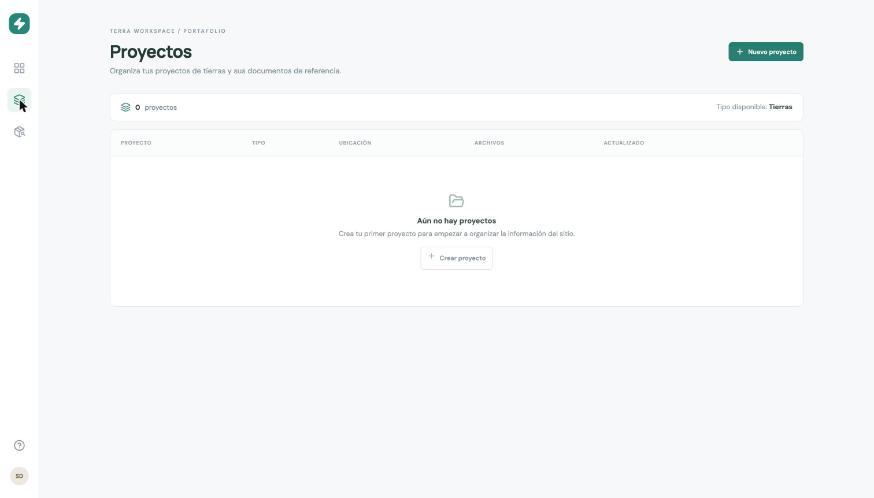 TERRA WORKSPACE / PORTAFOLIO
Proyectos
Nuevo proyecto
Organiza tus proyectos de tierras y sus documentos de referencia.
0 proyectos
Tipo disponible: Tierras
PROYECTO TIPO UBICACIÓN ARCHIVOS ACTUALIZADO
Aún no hay proyectos
Crea tu primer proyecto para empezar a organizar la información del sitio.
Crear proyecto
SD